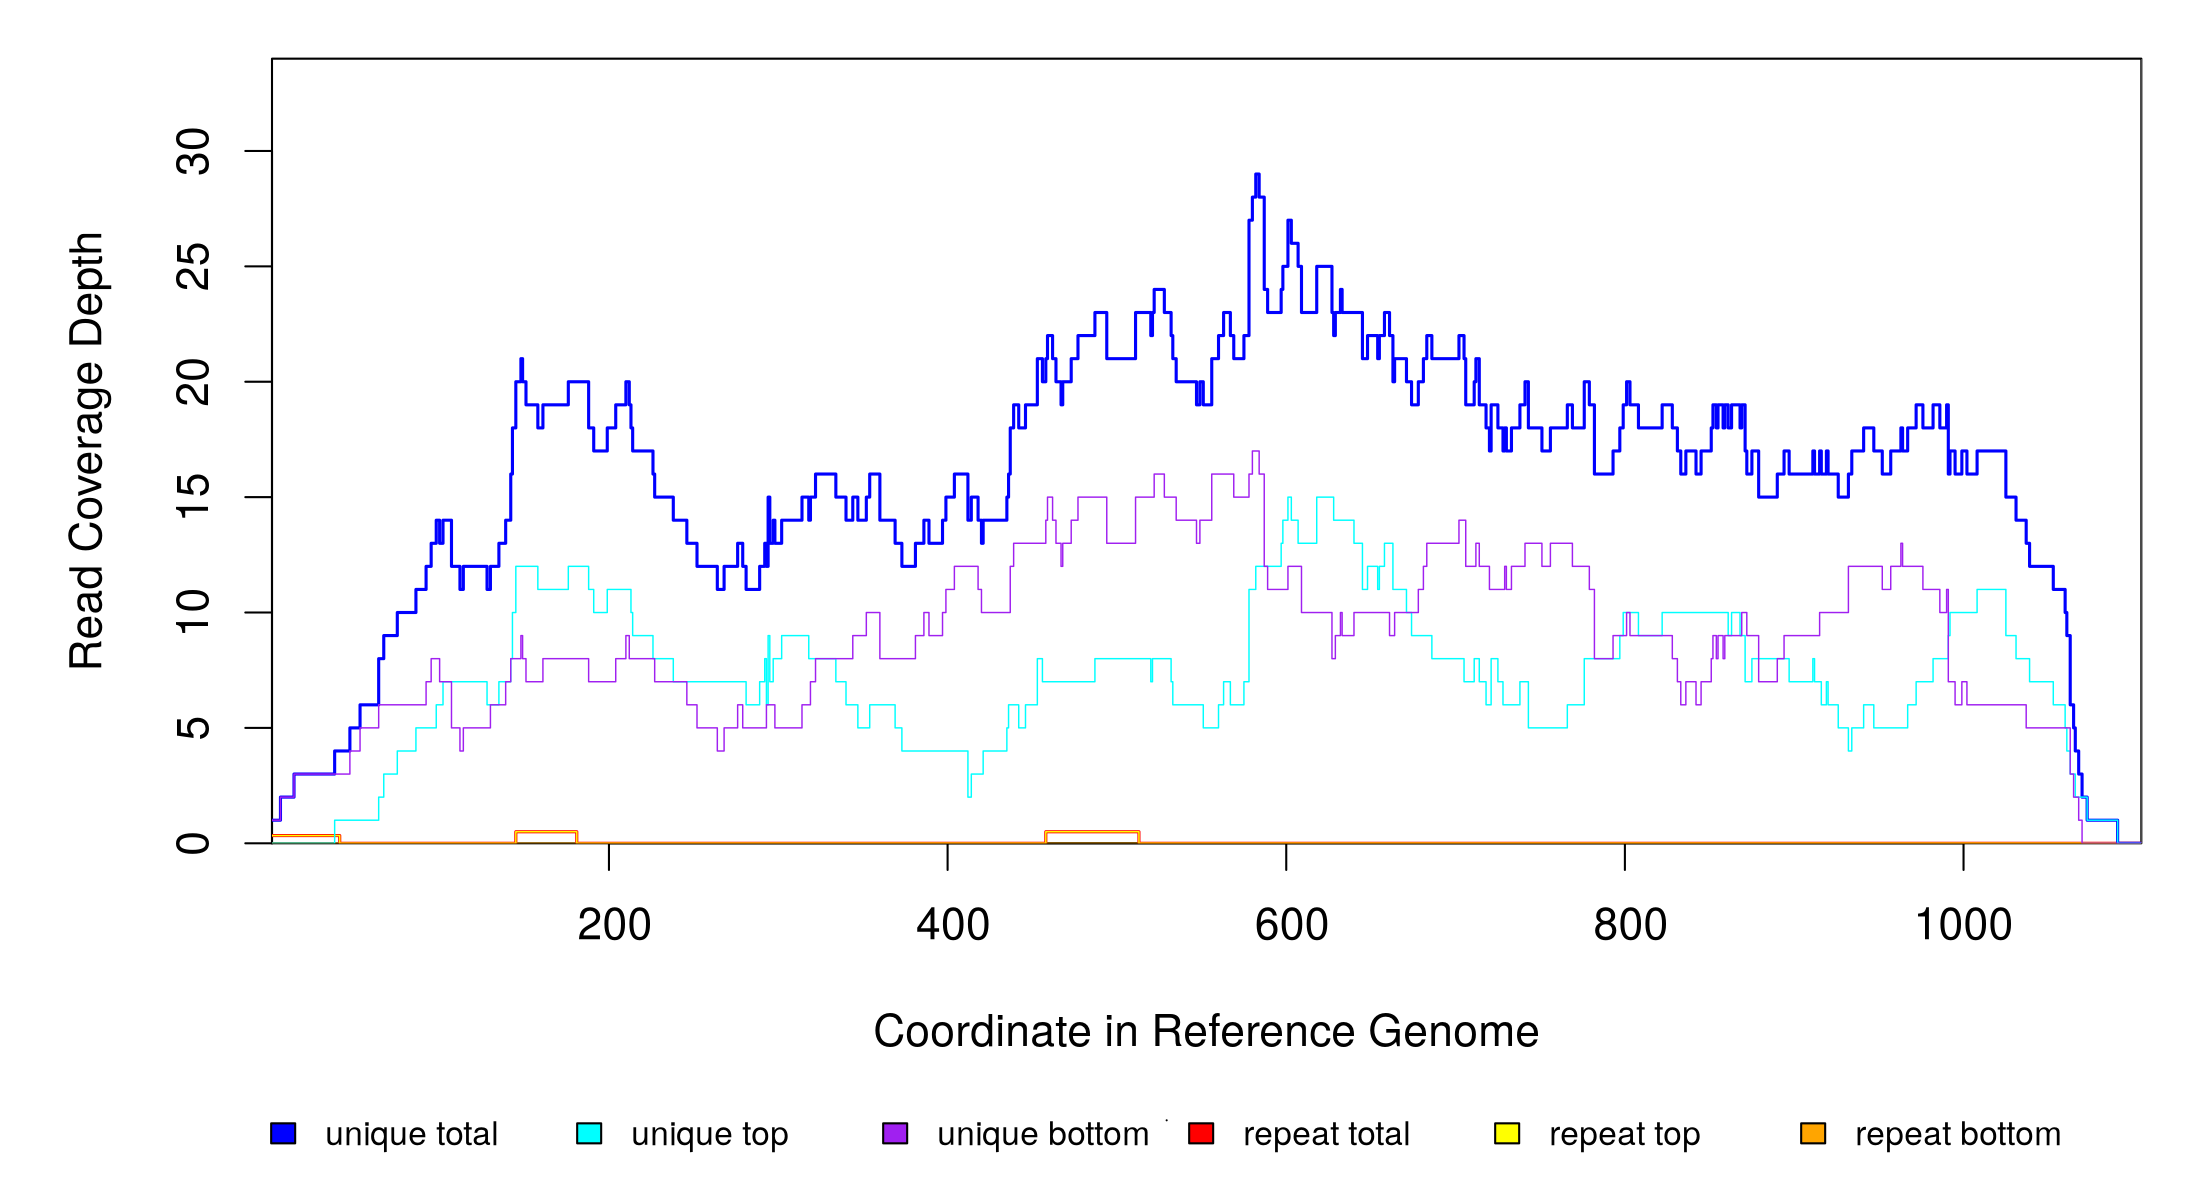 30
25
20
15
10
5
0
Read Coverage Depth
200 400 600 800 1000
Coordinate in Reference Genome
unique total unique top unique bottom repeat total repeat top repeat bottom